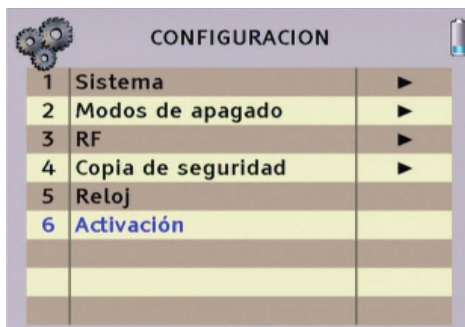 CONFIGURACION
1 Sistema ►
2 Modos de apagado ►
3 RF ►
4 Copia de seguridad ►
5 Reloj
6 Activación